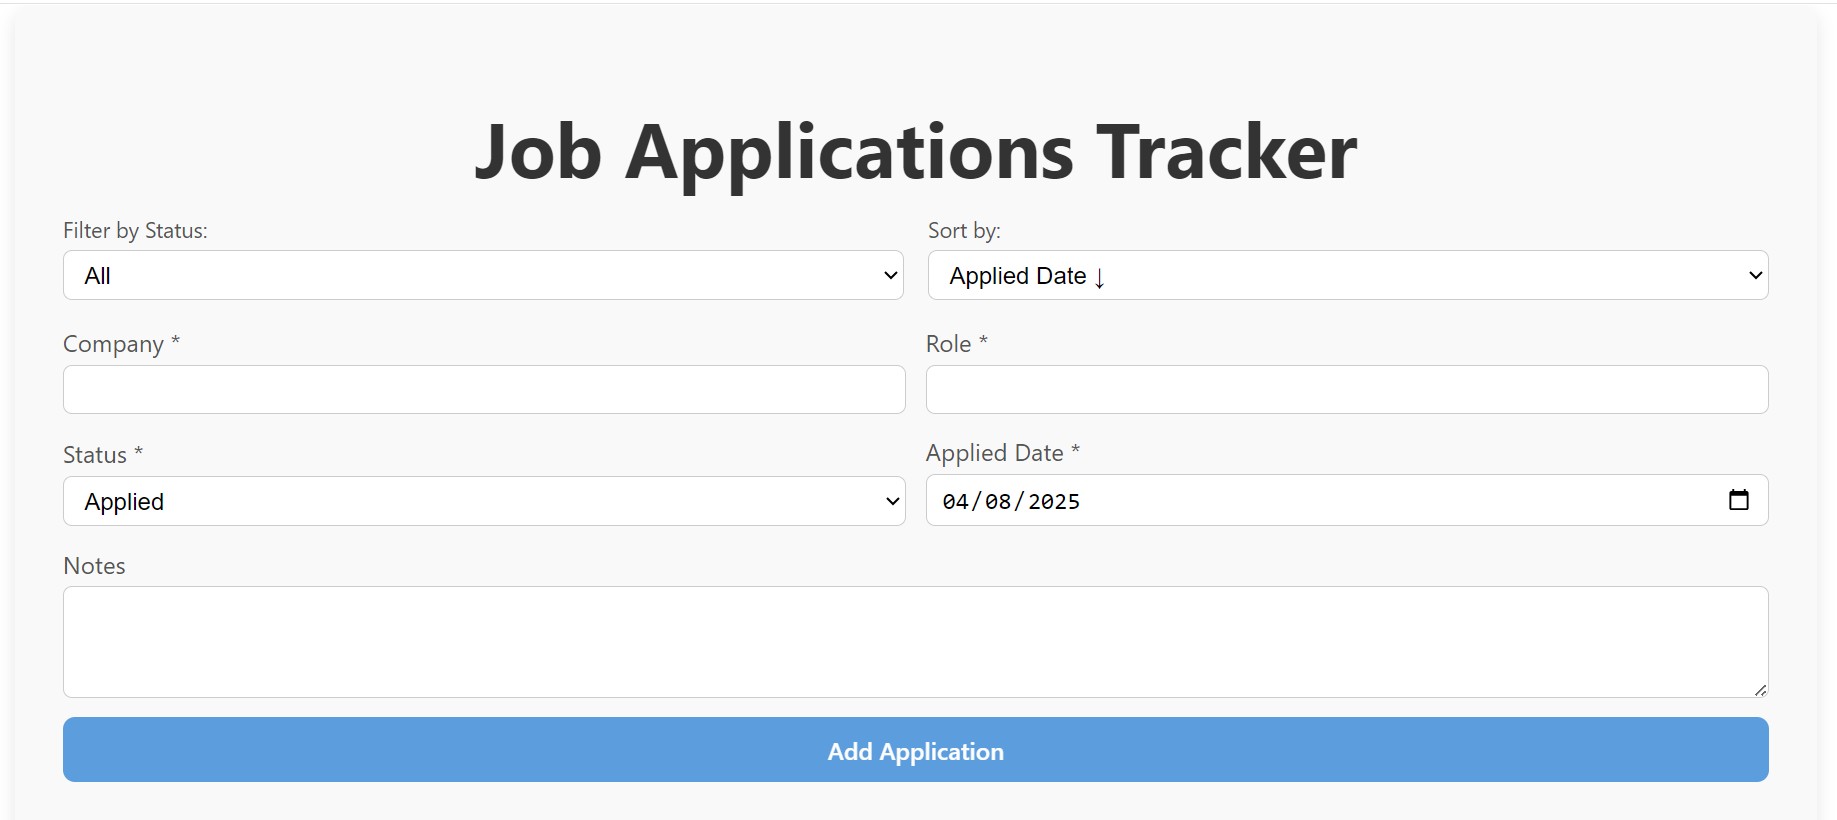 Job Applications Tracker
Filter by Status:
Sort by:
All
Applied Date ↓
Company *
Role *
Status *
Applied Date *
Applied
04/08/2025
Notes
Add Application